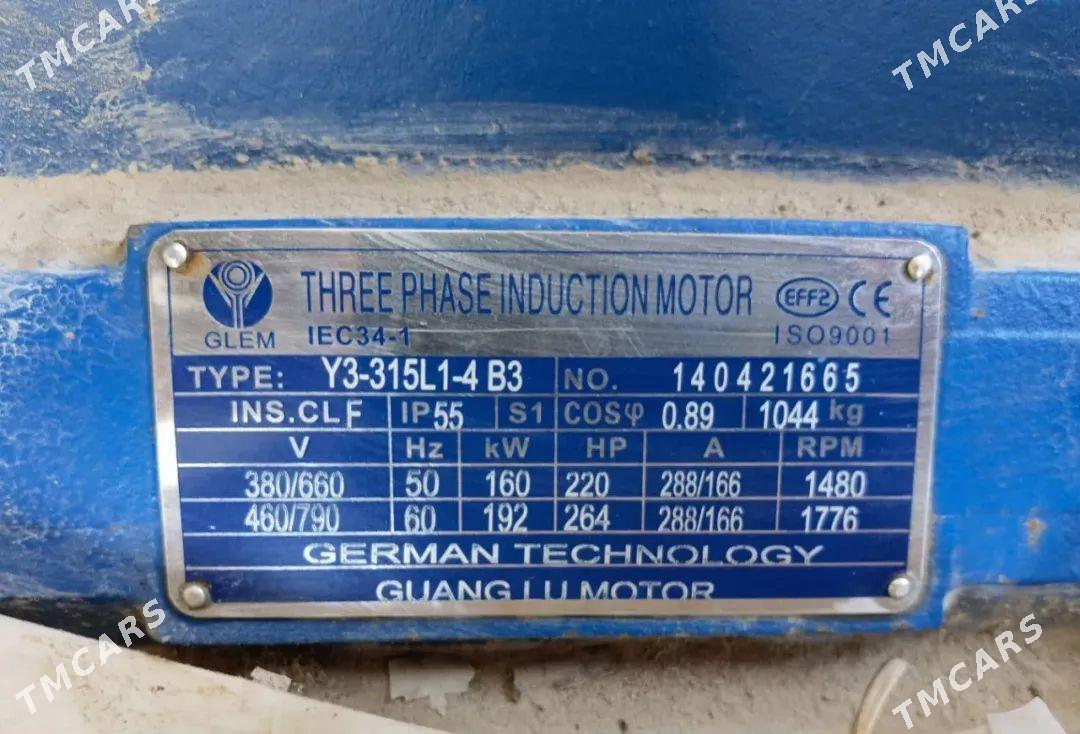 TMCARS
TMCARS
THREE PHASE INDUCTION MOTOR EFF2 CE
GLEM IEC34-1 ISO9001
TYPE: Y3-315L1-4 B3 NO. 140421665
INS.CL F IP55 S1 COSφ 0.89 1044 kg
V Hz kW HP A RPM
380/660 50 160 220 288/166 1480
460/790 60 192 264 288/166 1776
GERMAN TECHNOLOGY
GUANG LU MOTOR
TMCARS
TMCARS